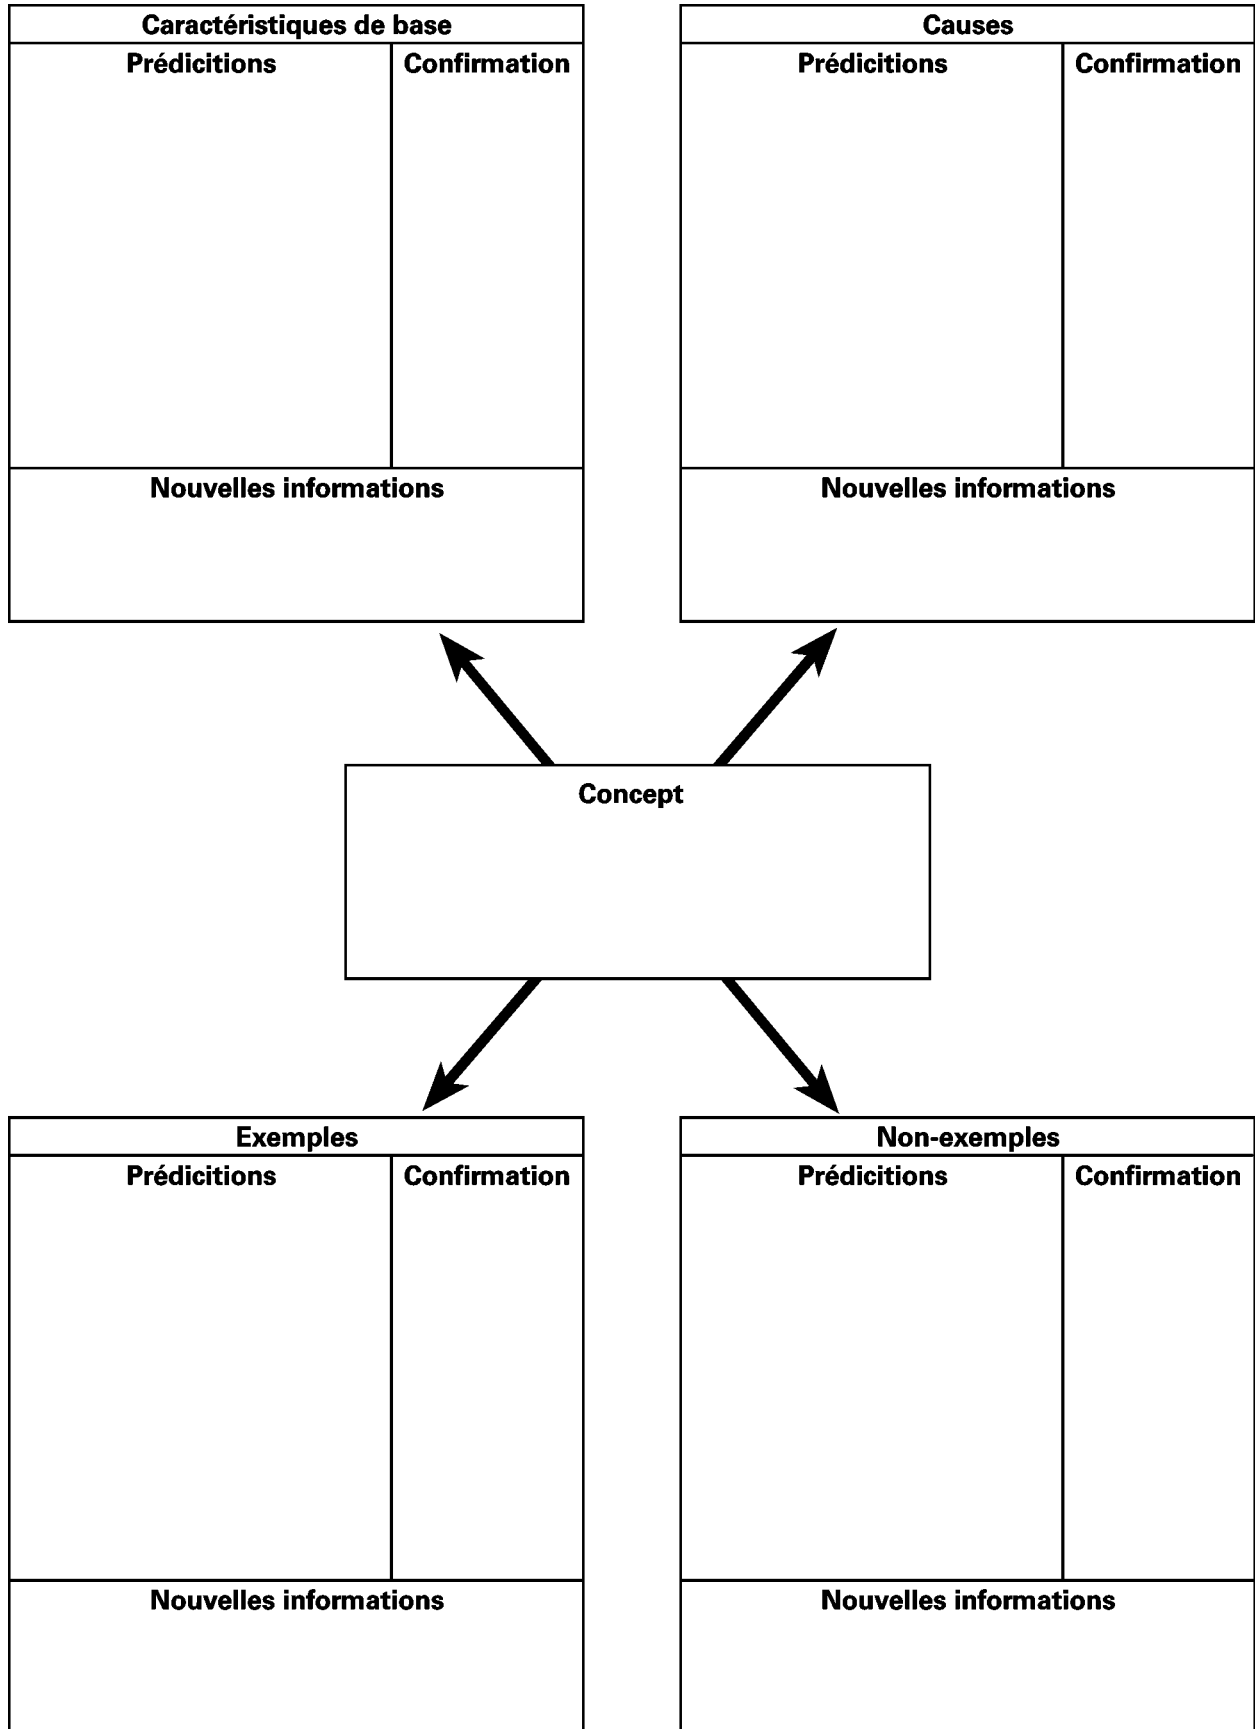 Caractéristiques de base
Prédicitions
Confirmation
Nouvelles informations
Causes
Prédicitions
Confirmation
Nouvelles informations
Concept
Exemples
Prédicitions
Confirmation
Nouvelles informations
Non-exemples
Prédicitions
Confirmation
Nouvelles informations